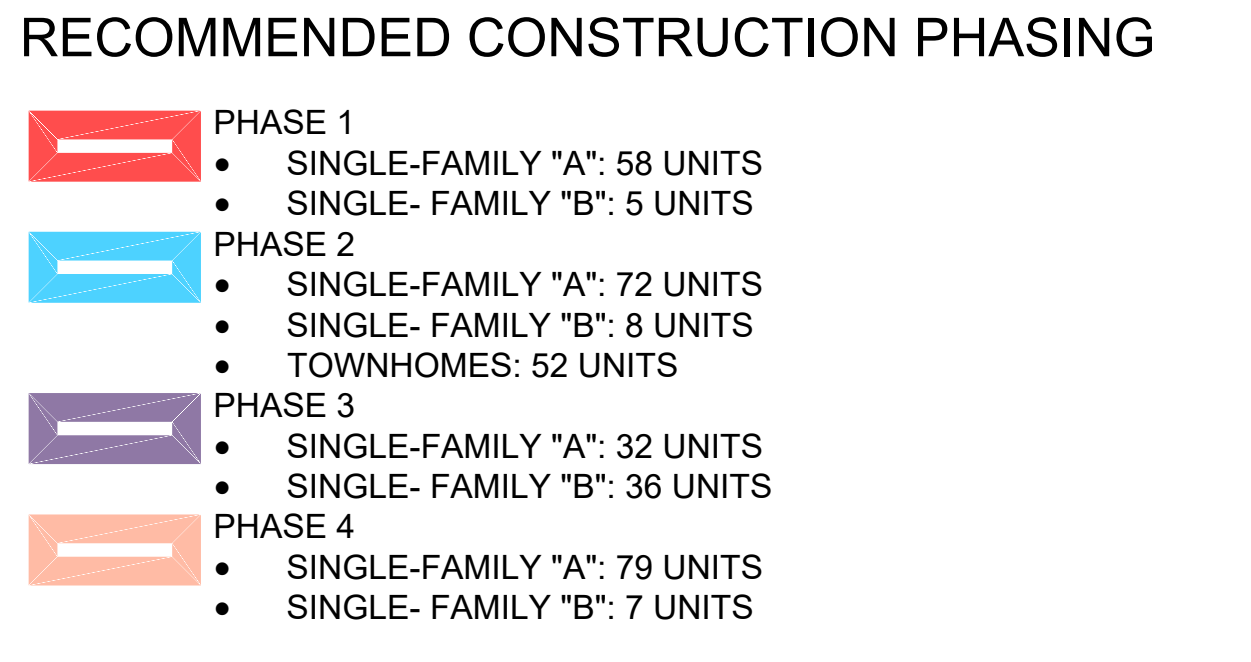 RECOMMENDED CONSTRUCTION PHASING
PHASE 1
• SINGLE-FAMILY "A": 58 UNITS
• SINGLE- FAMILY "B": 5 UNITS
PHASE 2
• SINGLE-FAMILY "A": 72 UNITS
• SINGLE- FAMILY "B": 8 UNITS
• TOWNHOMES: 52 UNITS
PHASE 3
• SINGLE-FAMILY "A": 32 UNITS
• SINGLE- FAMILY "B": 36 UNITS
PHASE 4
• SINGLE-FAMILY "A": 79 UNITS
• SINGLE- FAMILY "B": 7 UNITS